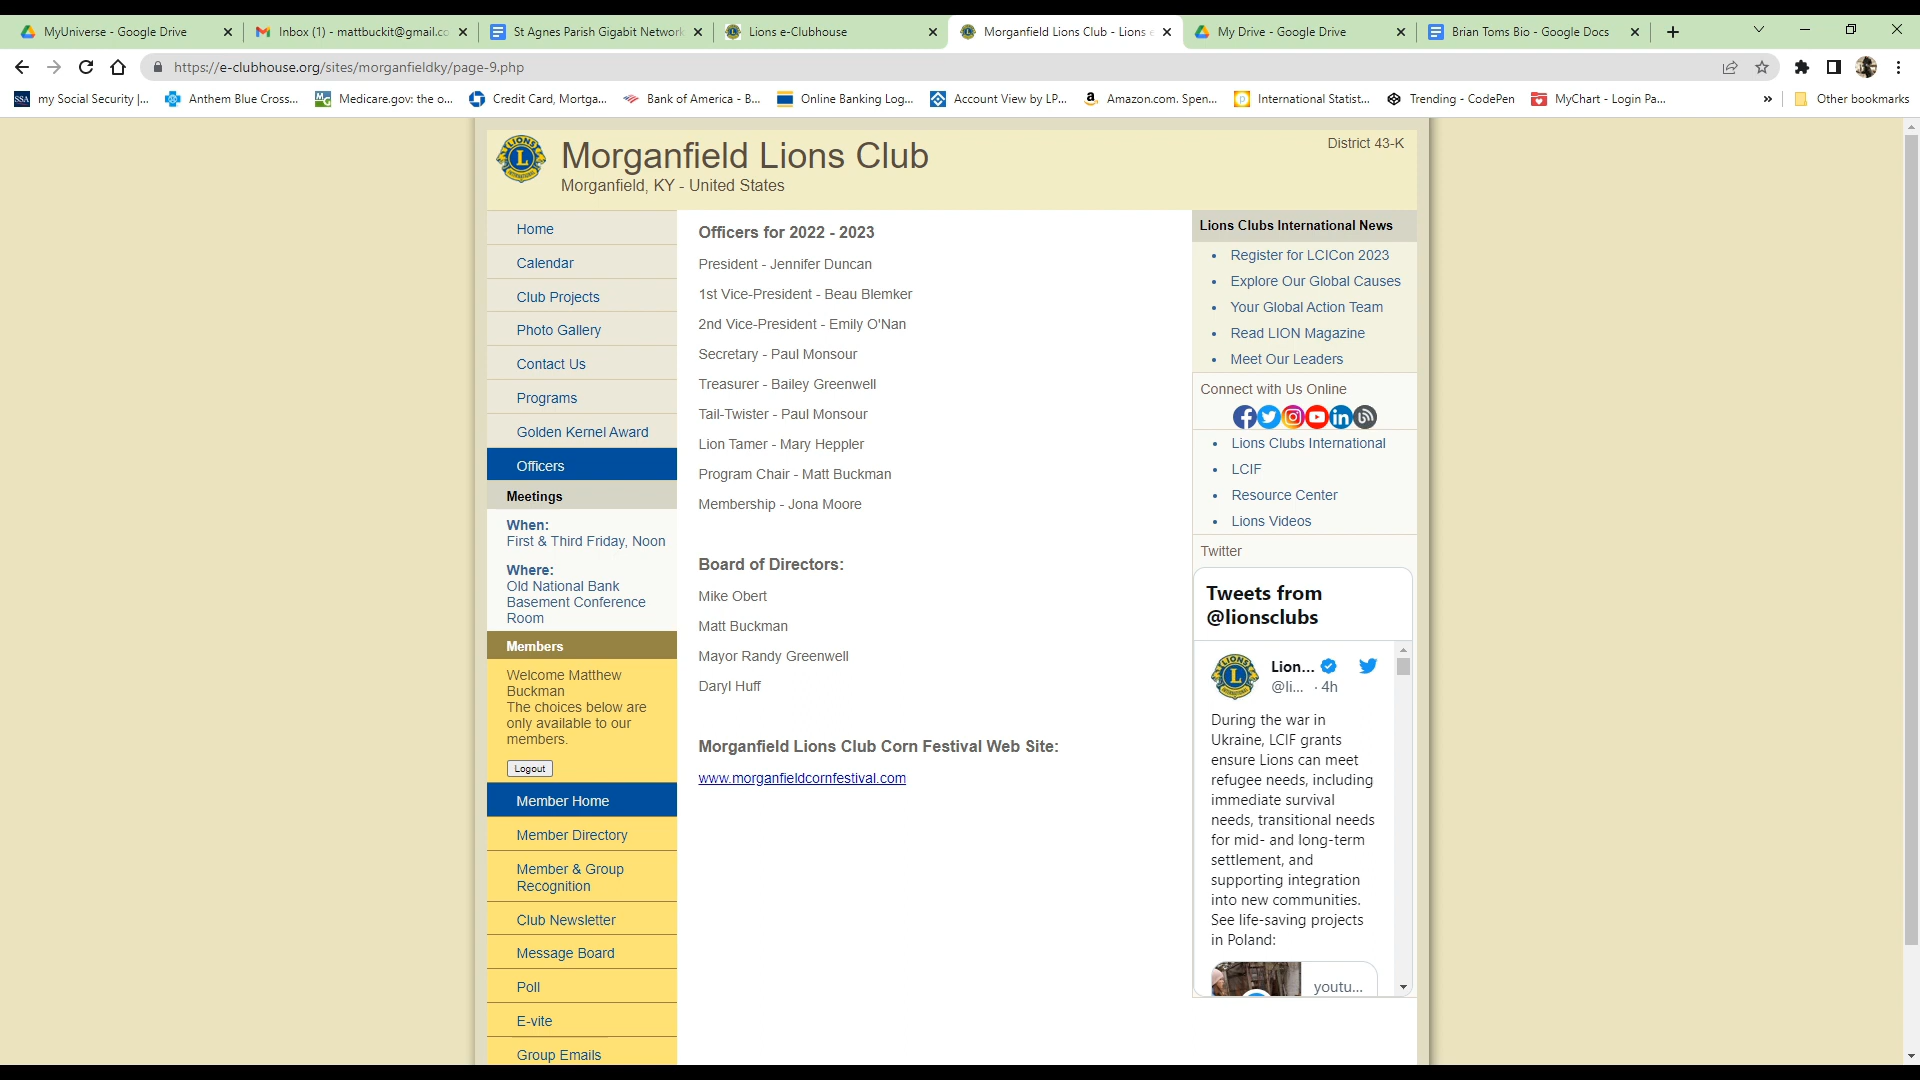 MyUniverse - Google Drive
Inbox (1) - mattbuckit@gmail.co
St Agnes Parish Gigabit Network
Lions e-Clubhouse
Morganfield Lions Club - Lions e
My Drive - Google Drive
Brian Toms Bio - Google Docs
https://e-clubhouse.org/sites/morganfieldky/page-9.php
SSA
my Social Security |...
Anthem Blue Cross...
Medicare.gov: the o...
Credit Card, Mortga...
Bank of America - B...
Online Banking Log...
Account View by LP...
Amazon.com. Spen...
International Statist...
Trending - CodePen
MyChart - Login Pa...
»
Other bookmarks
LIONS
L
INTERNATIONAL
Morganfield Lions Club
Morganfield, KY - United States
District 43-K
Home
Calendar
Club Projects
Photo Gallery
Contact Us
Programs
Golden Kernel Award
Officers
Meetings
When:
First & Third Friday, Noon
Where:
Old National Bank
Basement Conference
Room
Members
Welcome Matthew
Buckman
The choices below are
only available to our
members.
Logout
Member Home
Member Directory
Member & Group
Recognition
Club Newsletter
Message Board
Poll
E-vite
Group Emails
Officers for 2022 - 2023
President - Jennifer Duncan
1st Vice-President - Beau Blemker
2nd Vice-President - Emily O'Nan
Secretary - Paul Monsour
Treasurer - Bailey Greenwell
Tail-Twister - Paul Monsour
Lion Tamer - Mary Heppler
Program Chair - Matt Buckman
Membership - Jona Moore
Board of Directors:
Mike Obert
Matt Buckman
Mayor Randy Greenwell
Daryl Huff
Morganfield Lions Club Corn Festival Web Site:
www.morganfieldcornfestival.com
Lions Clubs International News
• Register for LCICon 2023
• Explore Our Global Causes
• Your Global Action Team
• Read LION Magazine
• Meet Our Leaders
Connect with Us Online
• Lions Clubs International
• LCIF
• Resource Center
• Lions Videos
Twitter
Tweets from
@lionsclubs
Lion...
@li... · 4h
During the war in
Ukraine, LCIF grants
ensure Lions can meet
refugee needs, including
immediate survival
needs, transitional needs
for mid- and long-term
settlement, and
supporting integration
into new communities.
See life-saving projects
in Poland:
youtu...